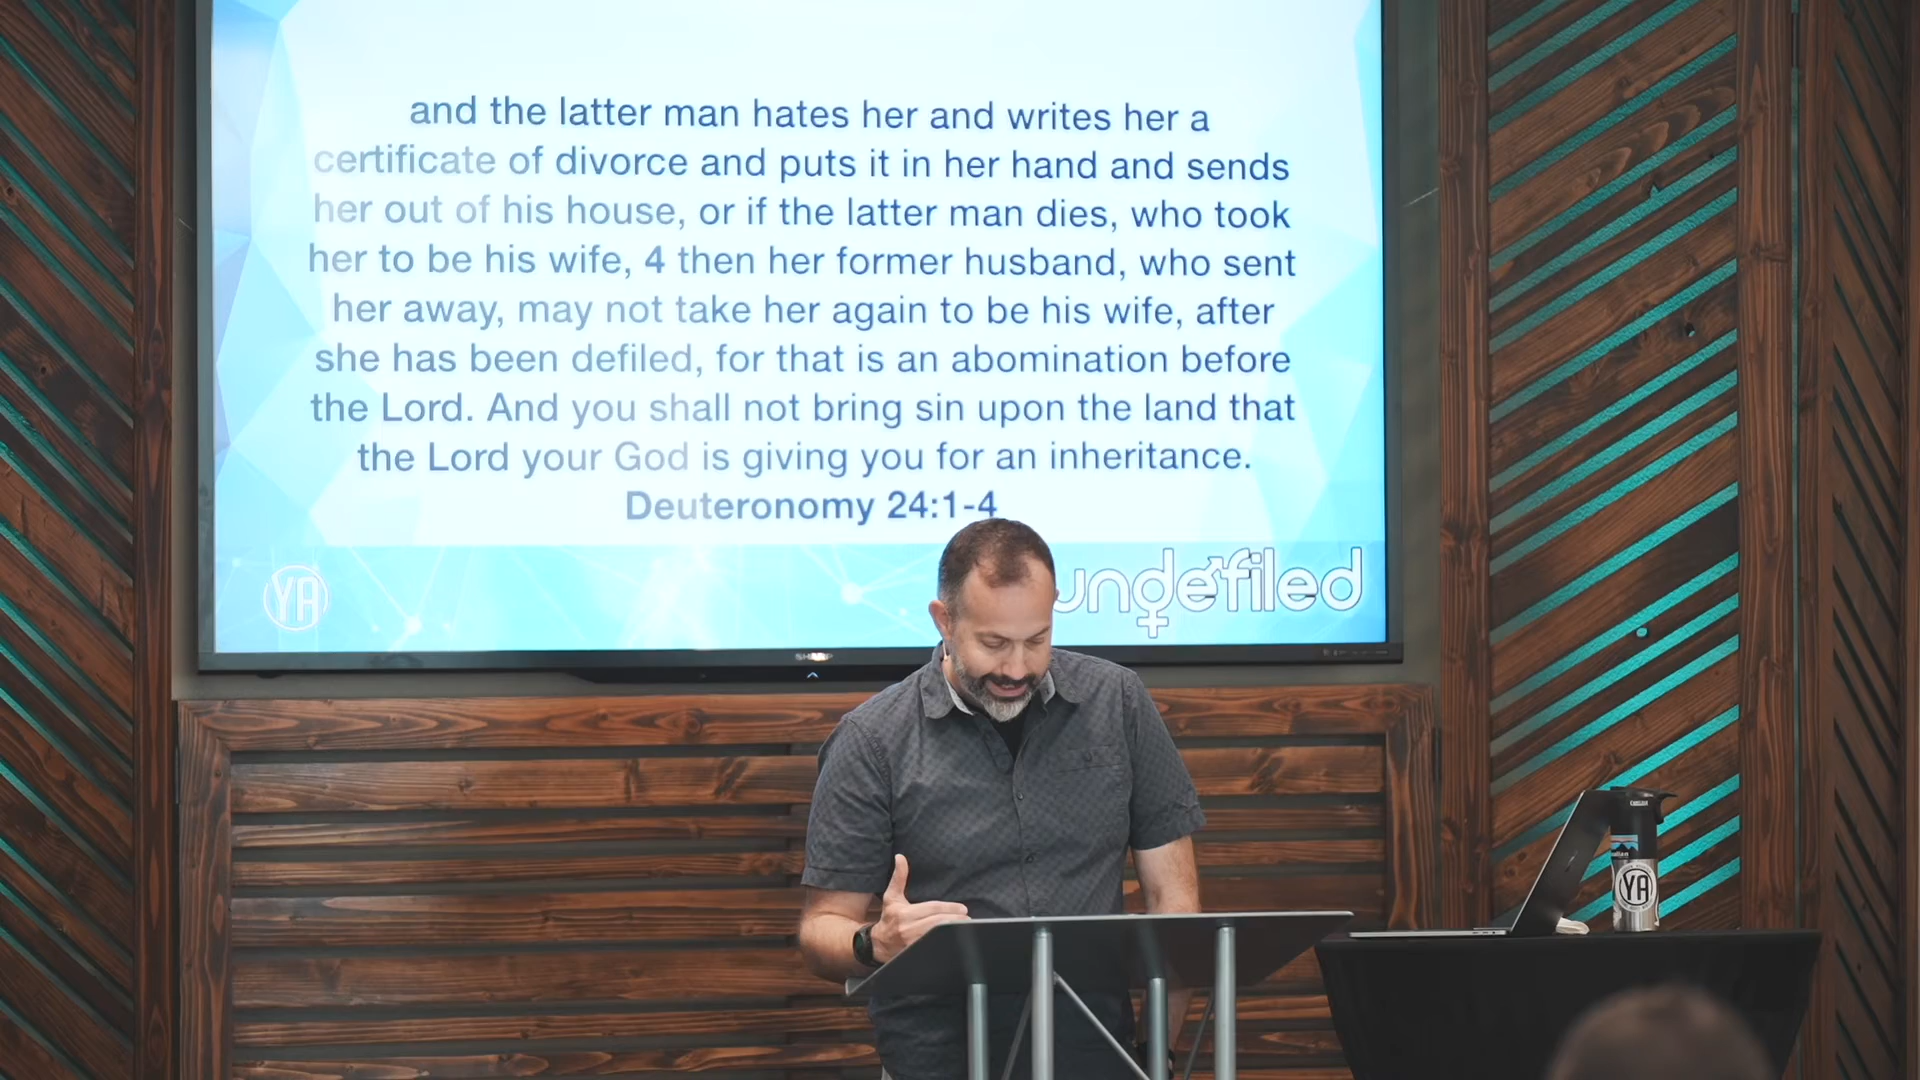 and the latter man hates her and writes her a
certificate of divorce and puts it in her hand and sends
her out of his house, or if the latter man dies, who took
her to be his wife, 4 then her former husband, who sent
her away, may not take her again to be his wife, after
she has been defiled, for that is an abomination before
the Lord. And you shall not bring sin upon the land that
the Lord your God is giving you for an inheritance.
Deuteronomy 24:1-4
YA
undefiled
SHARP
CAMELBAK
YA